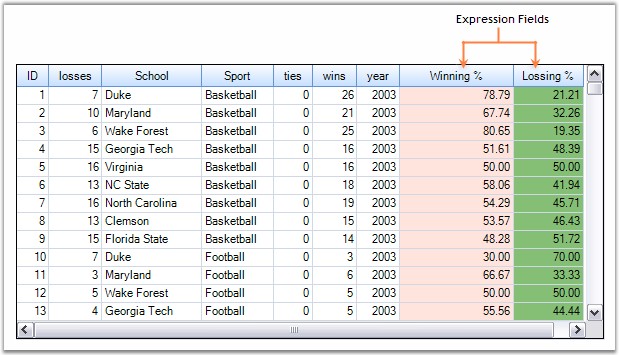 Expression Fields
ID losses School Sport ties wins year Winning % Lossing %
1 7 Duke Basketball 0 26 2003 78.79 21.21
2 10 Maryland Basketball 0 21 2003 67.74 32.26
3 6 Wake Forest Basketball 0 25 2003 80.65 19.35
4 15 Georgia Tech Basketball 0 16 2003 51.61 48.39
5 16 Virginia Basketball 0 16 2003 50.00 50.00
6 13 NC State Basketball 0 18 2003 58.06 41.94
7 16 North Carolina Basketball 0 19 2003 54.29 45.71
8 13 Clemson Basketball 0 15 2003 53.57 46.43
9 15 Florida State Basketball 0 14 2003 48.28 51.72
10 7 Duke Football 0 3 2003 30.00 70.00
11 3 Maryland Football 0 6 2003 66.67 33.33
12 5 Wake Forest Football 0 5 2003 50.00 50.00
13 4 Georgia Tech Football 0 5 2003 55.56 44.44